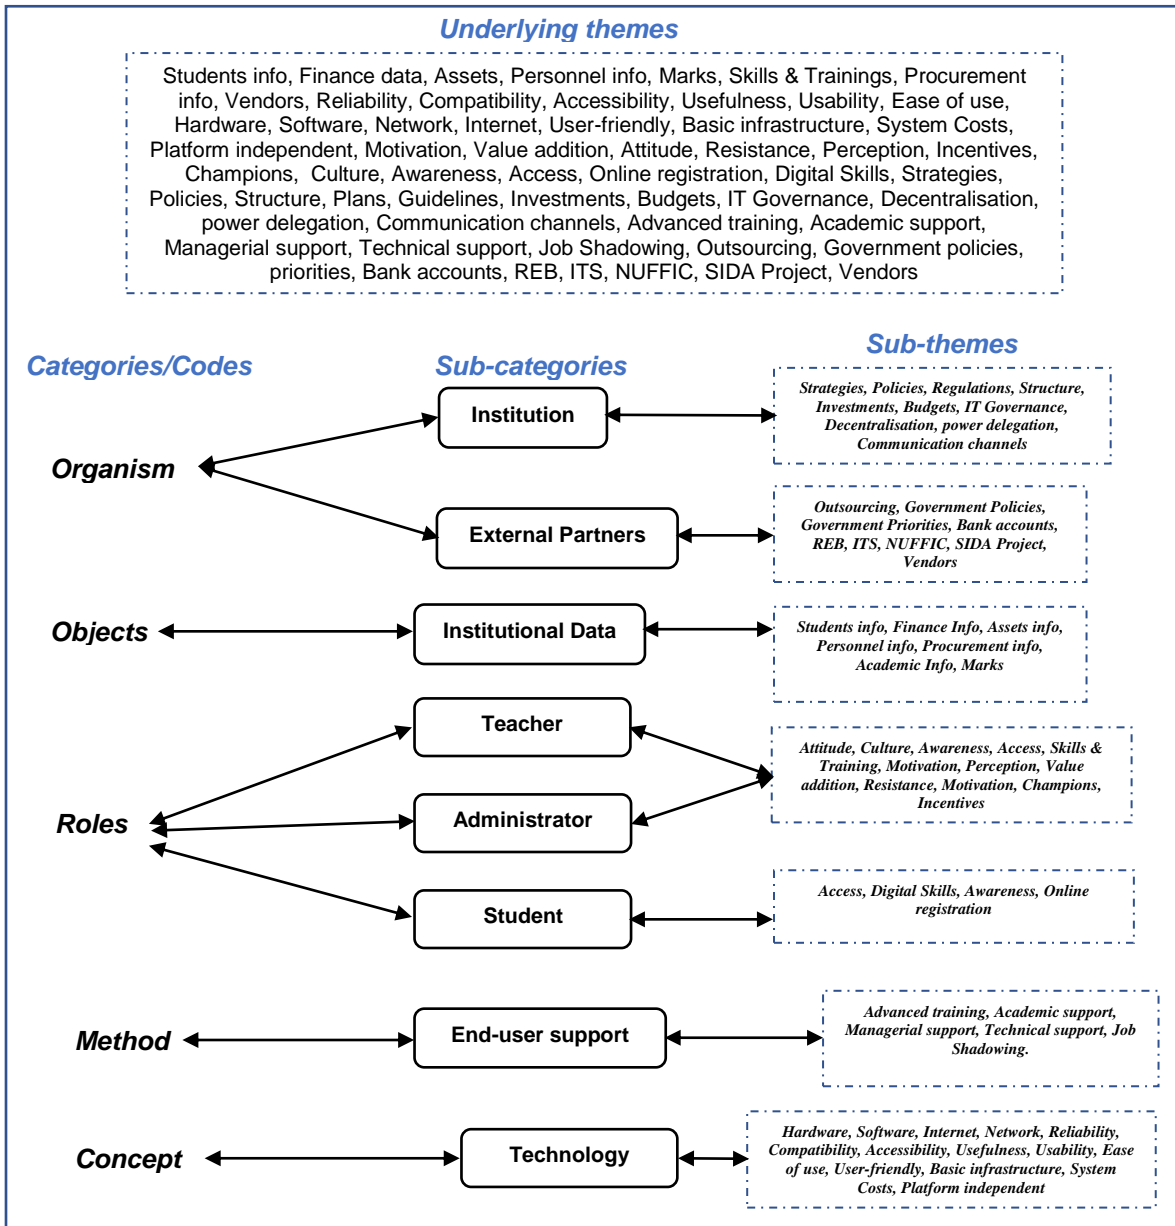 Underlying themes
Students info, Finance data, Assets, Personnel info, Marks, Skills & Trainings, Procurement
info, Vendors, Reliability, Compatibility, Accessibility, Usefulness, Usability, Ease of use,
Hardware, Software, Network, Internet, User-friendly, Basic infrastructure, System Costs,
Platform independent, Motivation, Value addition, Attitude, Resistance, Perception, Incentives,
Champions, Culture, Awareness, Access, Online registration, Digital Skills, Strategies,
Policies, Structure, Plans, Guidelines, Investments, Budgets, IT Governance, Decentralisation,
power delegation, Communication channels, Advanced training, Academic support,
Managerial support, Technical support, Job Shadowing, Outsourcing, Government policies,
priorities, Bank accounts, REB, ITS, NUFFIC, SIDA Project, Vendors
Categories/Codes
Sub-categories
Sub-themes
Organism
Institution
Strategies, Policies, Regulations, Structure,
Investments, Budgets, IT Governance,
Decentralisation, power delegation,
Communication channels
External Partners
Outsourcing, Government Policies,
Government Priorities, Bank accounts,
REB, ITS, NUFFIC, SIDA Project,
Vendors
Objects
Institutional Data
Students info, Finance Info, Assets info,
Personnel info, Procurement info,
Academic Info, Marks
Roles
Teacher
Administrator
Attitude, Culture, Awareness, Access, Skills &
Training, Motivation, Perception, Value
addition, Resistance, Motivation, Champions,
Incentives
Student
Access, Digital Skills, Awareness, Online
registration
Method
End-user support
Advanced training, Academic support,
Managerial support, Technical support, Job
Shadowing.
Concept
Technology
Hardware, Software, Internet, Network, Reliability,
Compatibility, Accessibility, Usefulness, Usability, Ease
of use, User-friendly, Basic infrastructure, System
Costs, Platform independent